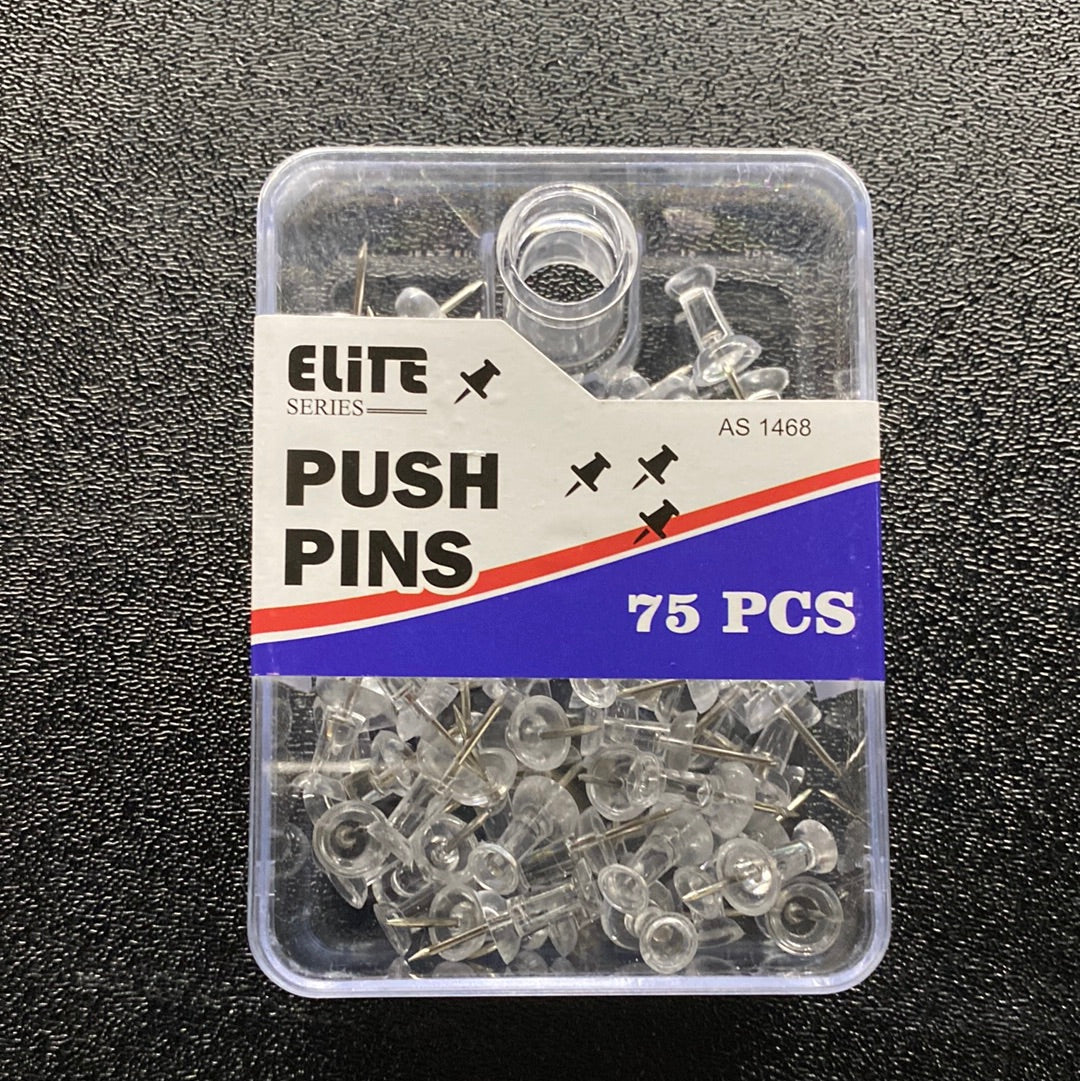 ELiTE
SERIES
AS 1468
PUSH
PINS
75 PCS